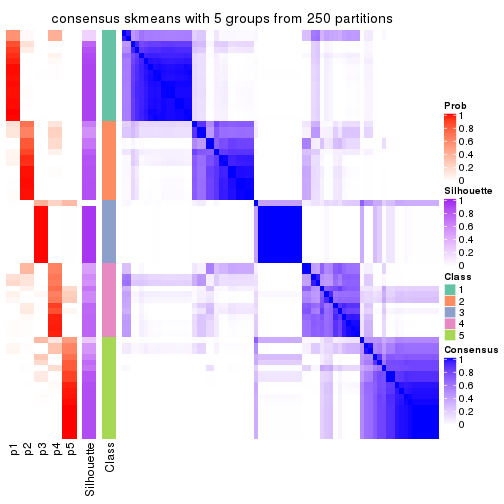 consensus skmeans with 5 groups from 250 partitions
Prob
1
0.8
0.6
0.4
0.2
0
Silhouette
1
0.8
0.6
0.4
0.2
0
Class
1
2
3
4
5
Consensus
1
0.8
0.6
0.4
0.2
0
p1
p2
p3
p4
p5
Silhouette
Class